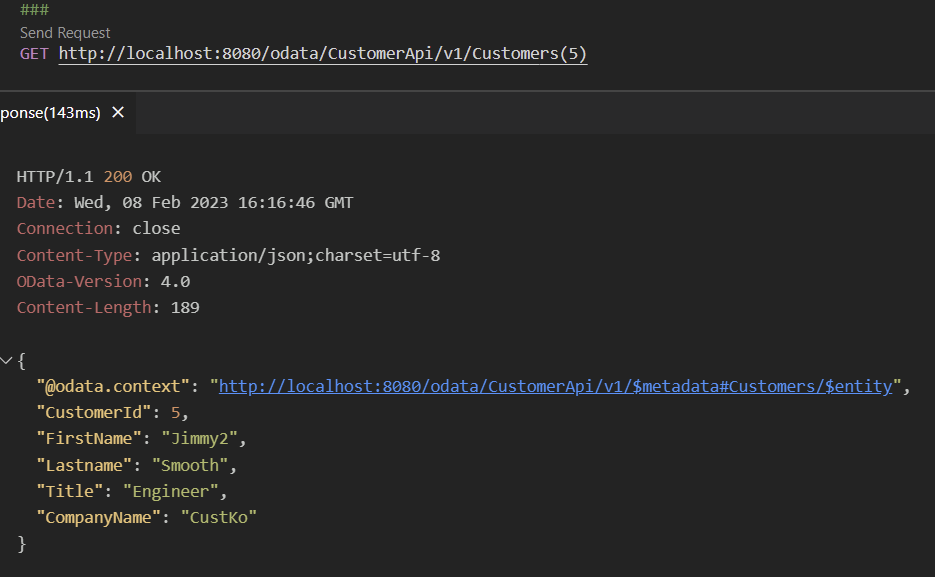 ###
Send Request
GET http://localhost:8080/odata/CustomerApi/v1/Customers(5)
ponse(143ms) ×
HTTP/1.1 200 OK
Date: Wed, 08 Feb 2023 16:16:46 GMT
Connection: close
Content-Type: application/json;charset=utf-8
OData-Version: 4.0
Content-Length: 189
{
"@odata.context": "http://localhost:8080/odata/CustomerApi/v1/$metadata#Customers/$entity",
"CustomerId": 5,
"FirstName": "Jimmy2",
"Lastname": "Smooth",
"Title": "Engineer",
"CompanyName": "CustKo"
}